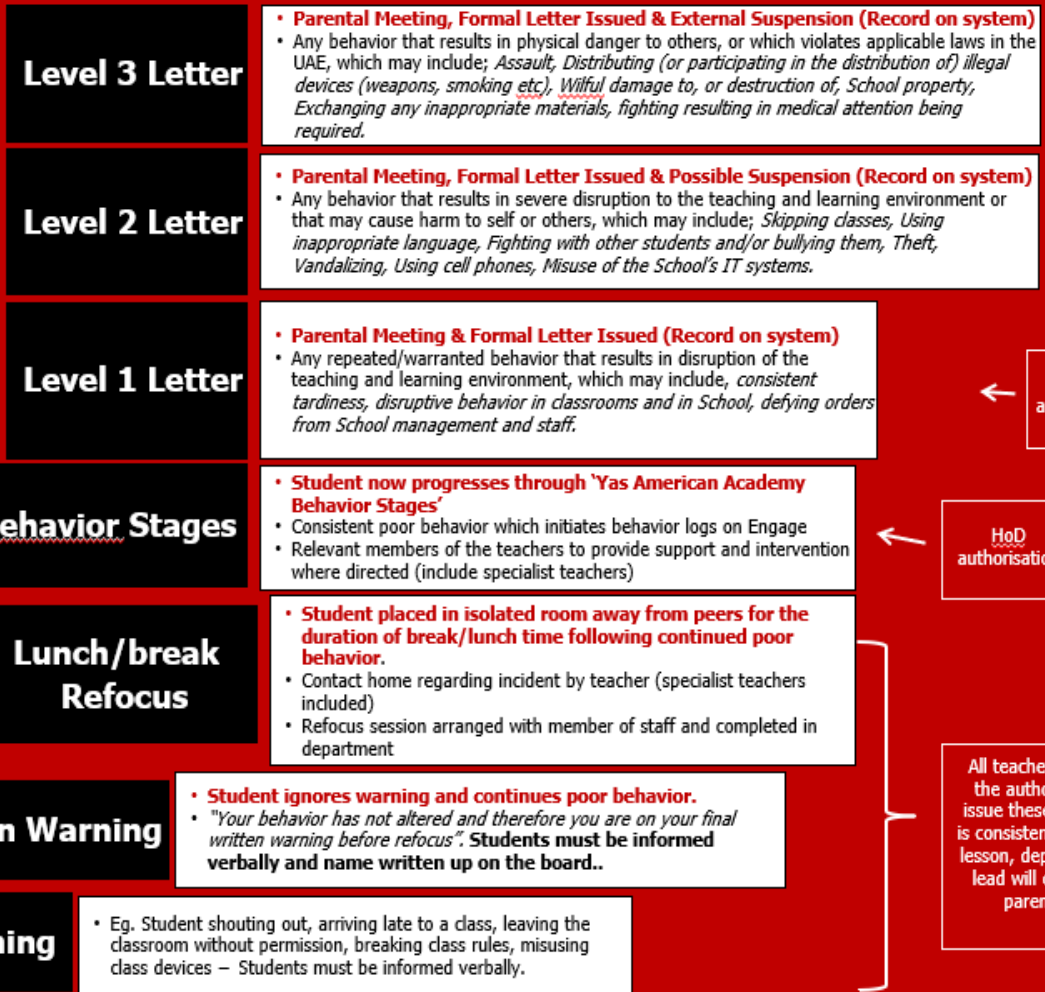 Level 3 Letter
• Parental Meeting, Formal Letter Issued & External Suspension (Record on system)
• Any behavior that results in physical danger to others, or which violates applicable laws in the
UAE, which may include; Assault, Distributing (or participating in the distribution of) illegal
devices (weapons, smoking etc), Wilful damage to, or destruction of, School property,
Exchanging any inappropriate materials, fighting resulting in medical attention being
required.
Level 2 Letter
• Parental Meeting, Formal Letter Issued & Possible Suspension (Record on system)
• Any behavior that results in severe disruption to the teaching and learning environment or
that may cause harm to self or others, which may include; Skipping classes, Using
inappropriate language, Fighting with other students and/or bullying them, Theft,
Vandalizing, Using cell phones, Misuse of the School's IT systems.
Level 1 Letter
• Parental Meeting & Formal Letter Issued (Record on system)
• Any repeated/warranted behavior that results in disruption of the
teaching and learning environment, which may include, consistent
tardiness, disruptive behavior in classrooms and in School, defying orders
from School management and staff.
ehavior Stages
• Student now progresses through 'Yas American Academy
Behavior Stages'
• Consistent poor behavior which initiates behavior logs on Engage
• Relevant members of the teachers to provide support and intervention
where directed (include specialist teachers)
HoD
authorisatio
Lunch/break
Refocus
• Student placed in isolated room away from peers for the
duration of break/lunch time following continued poor
behavior.
• Contact home regarding incident by teacher (specialist teachers
included)
• Refocus session arranged with member of staff and completed in
department
n Warning
• Student ignores warning and continues poor behavior.
• "Your behavior has not altered and therefore you are on your final
written warning before refocus". Students must be informed
verbally and name written up on the board..
All teache
the autho
issue these
is consisten
lesson, dep
lead will
paren
ning
• Eg. Student shouting out, arriving late to a class, leaving the
classroom without permission, breaking class rules, misusing
class devices – Students must be informed verbally.